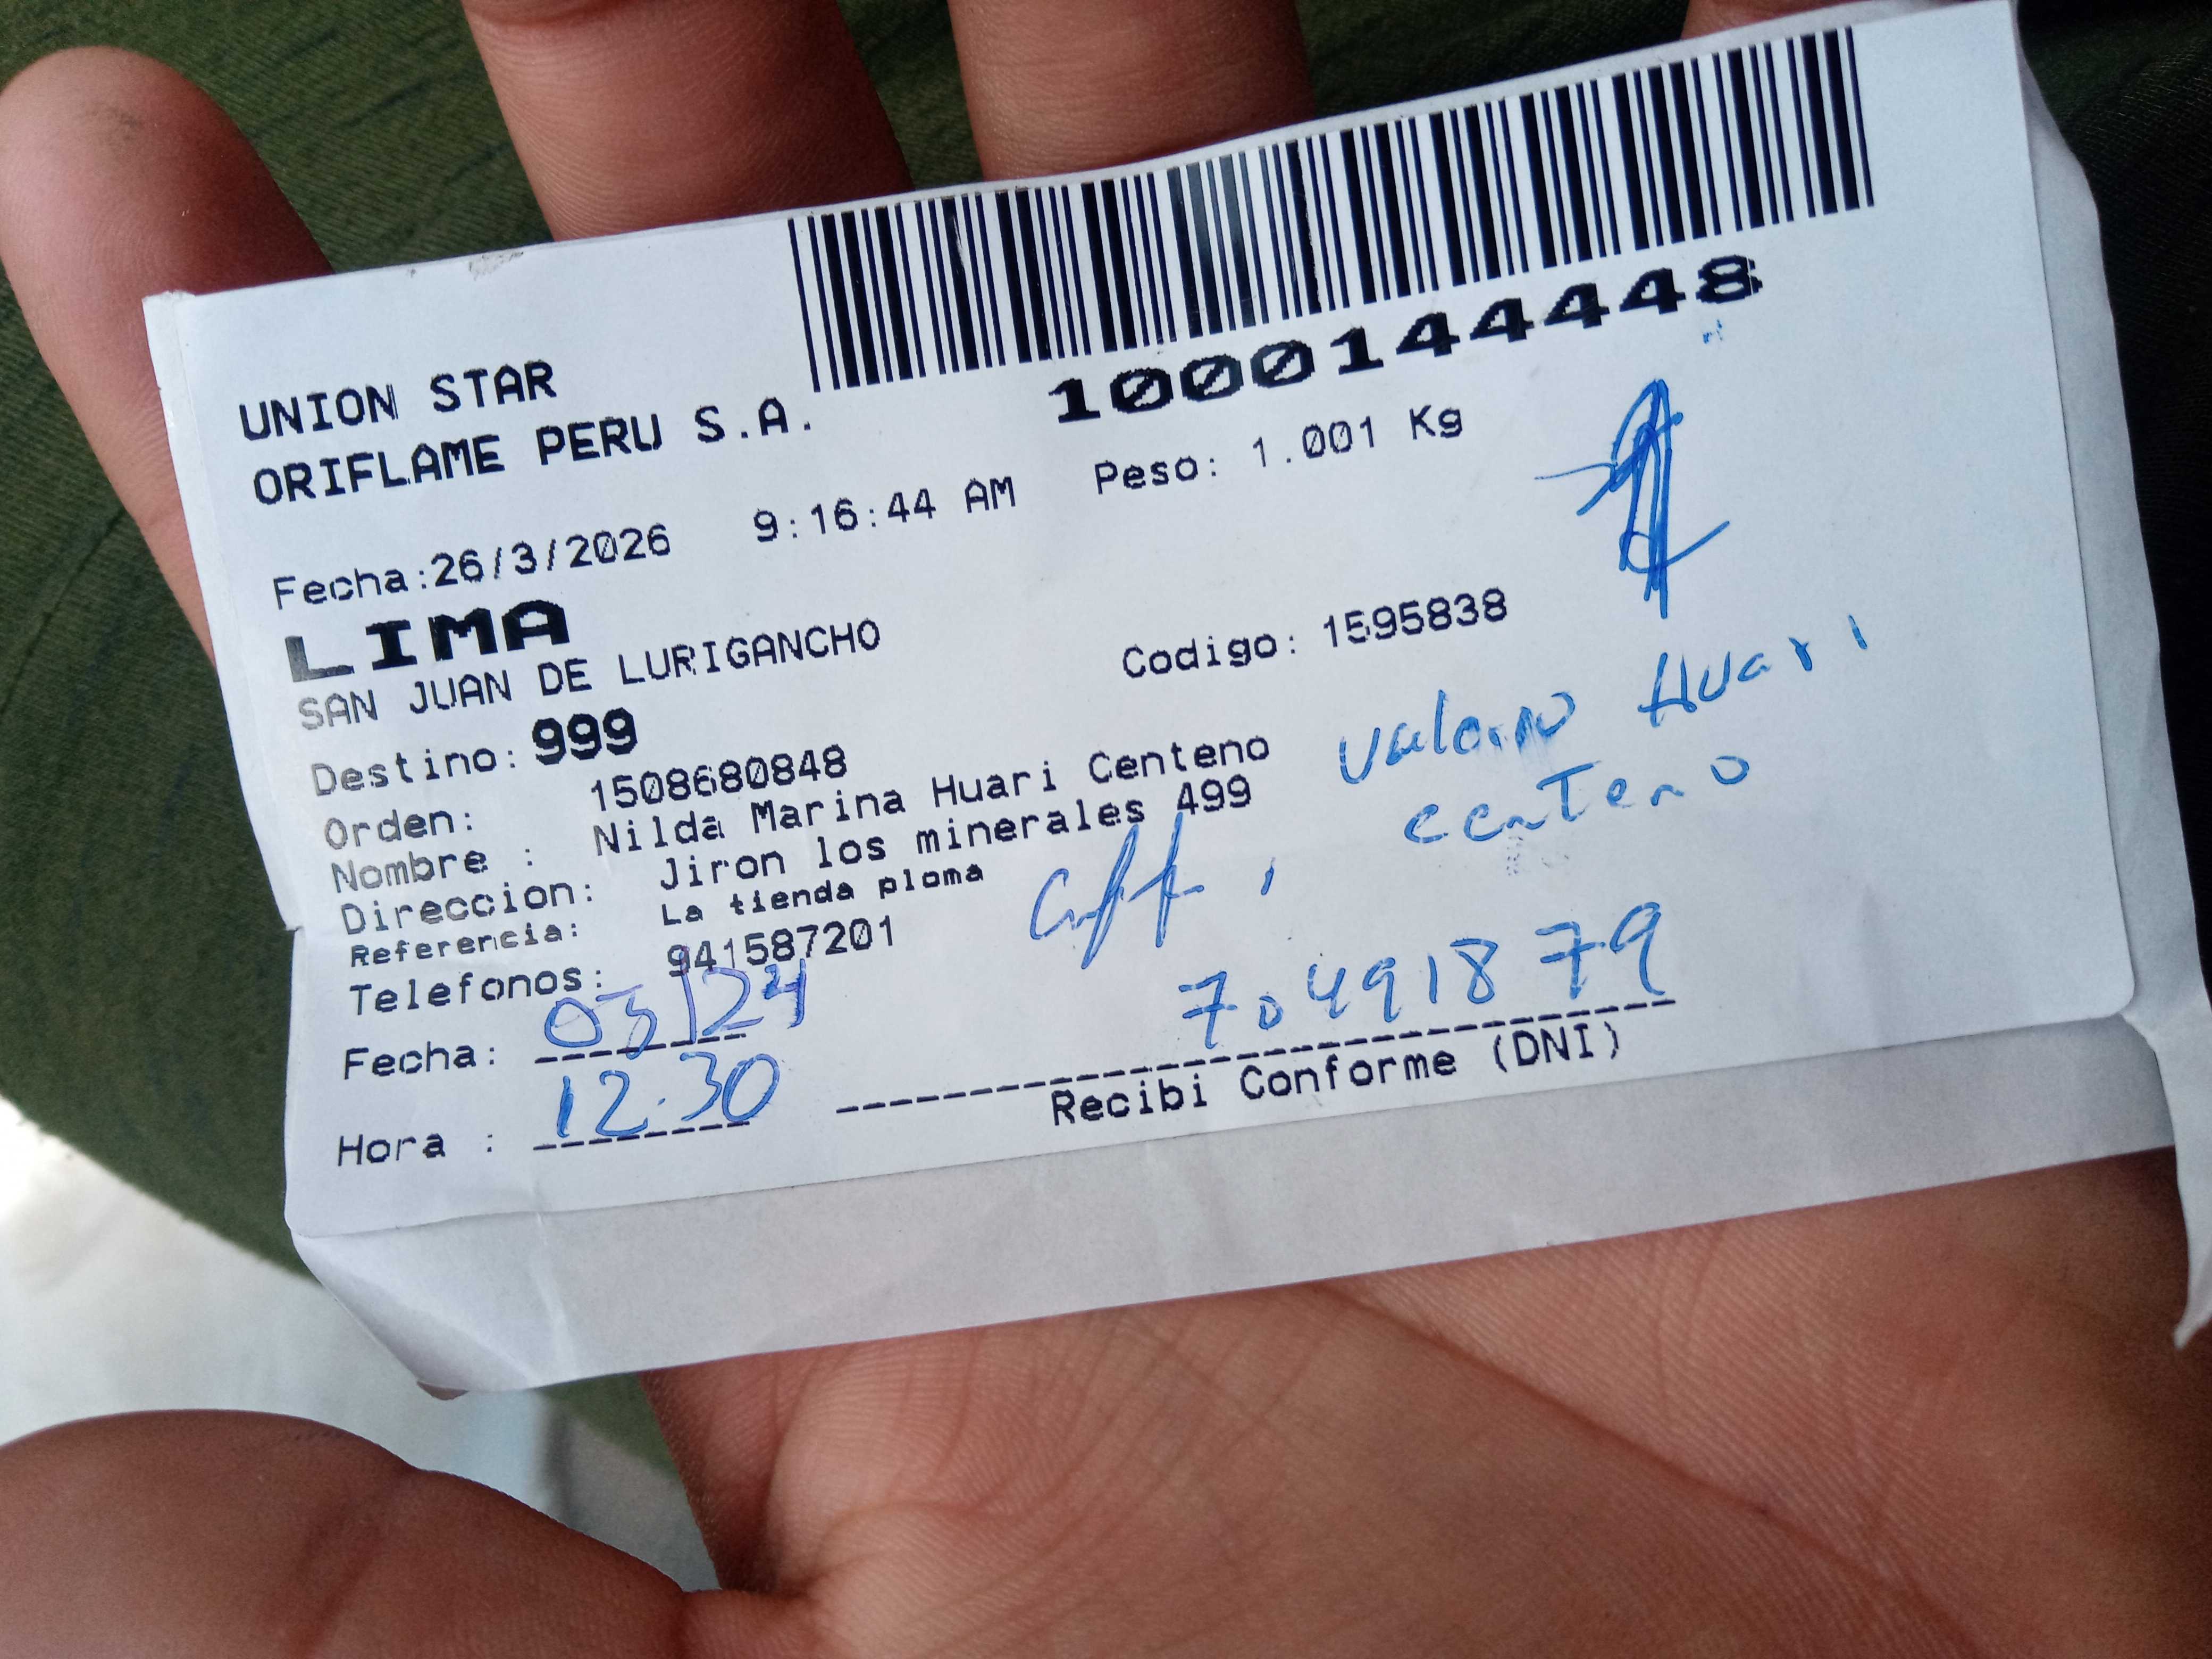 UNION STAR
ORIFLAME PERU S.A.
1000144448
Fecha:26/3/2026 9:16:44 AM Peso: 1.001 Kg
LIMA
SAN JUAN DE LURIGANCHO Codigo: 1595838
Destino: 999
Orden: 1508680848
Nombre : Nilda Marina Huari Centeno
Huari
Direccion: Jiron los minerales 499
centeno
Referencia: La tienda ploma
Telefonos: 941587201
70491879
Fecha: 03/24
Hora : 12.30
Recibi Conforme (DNI)